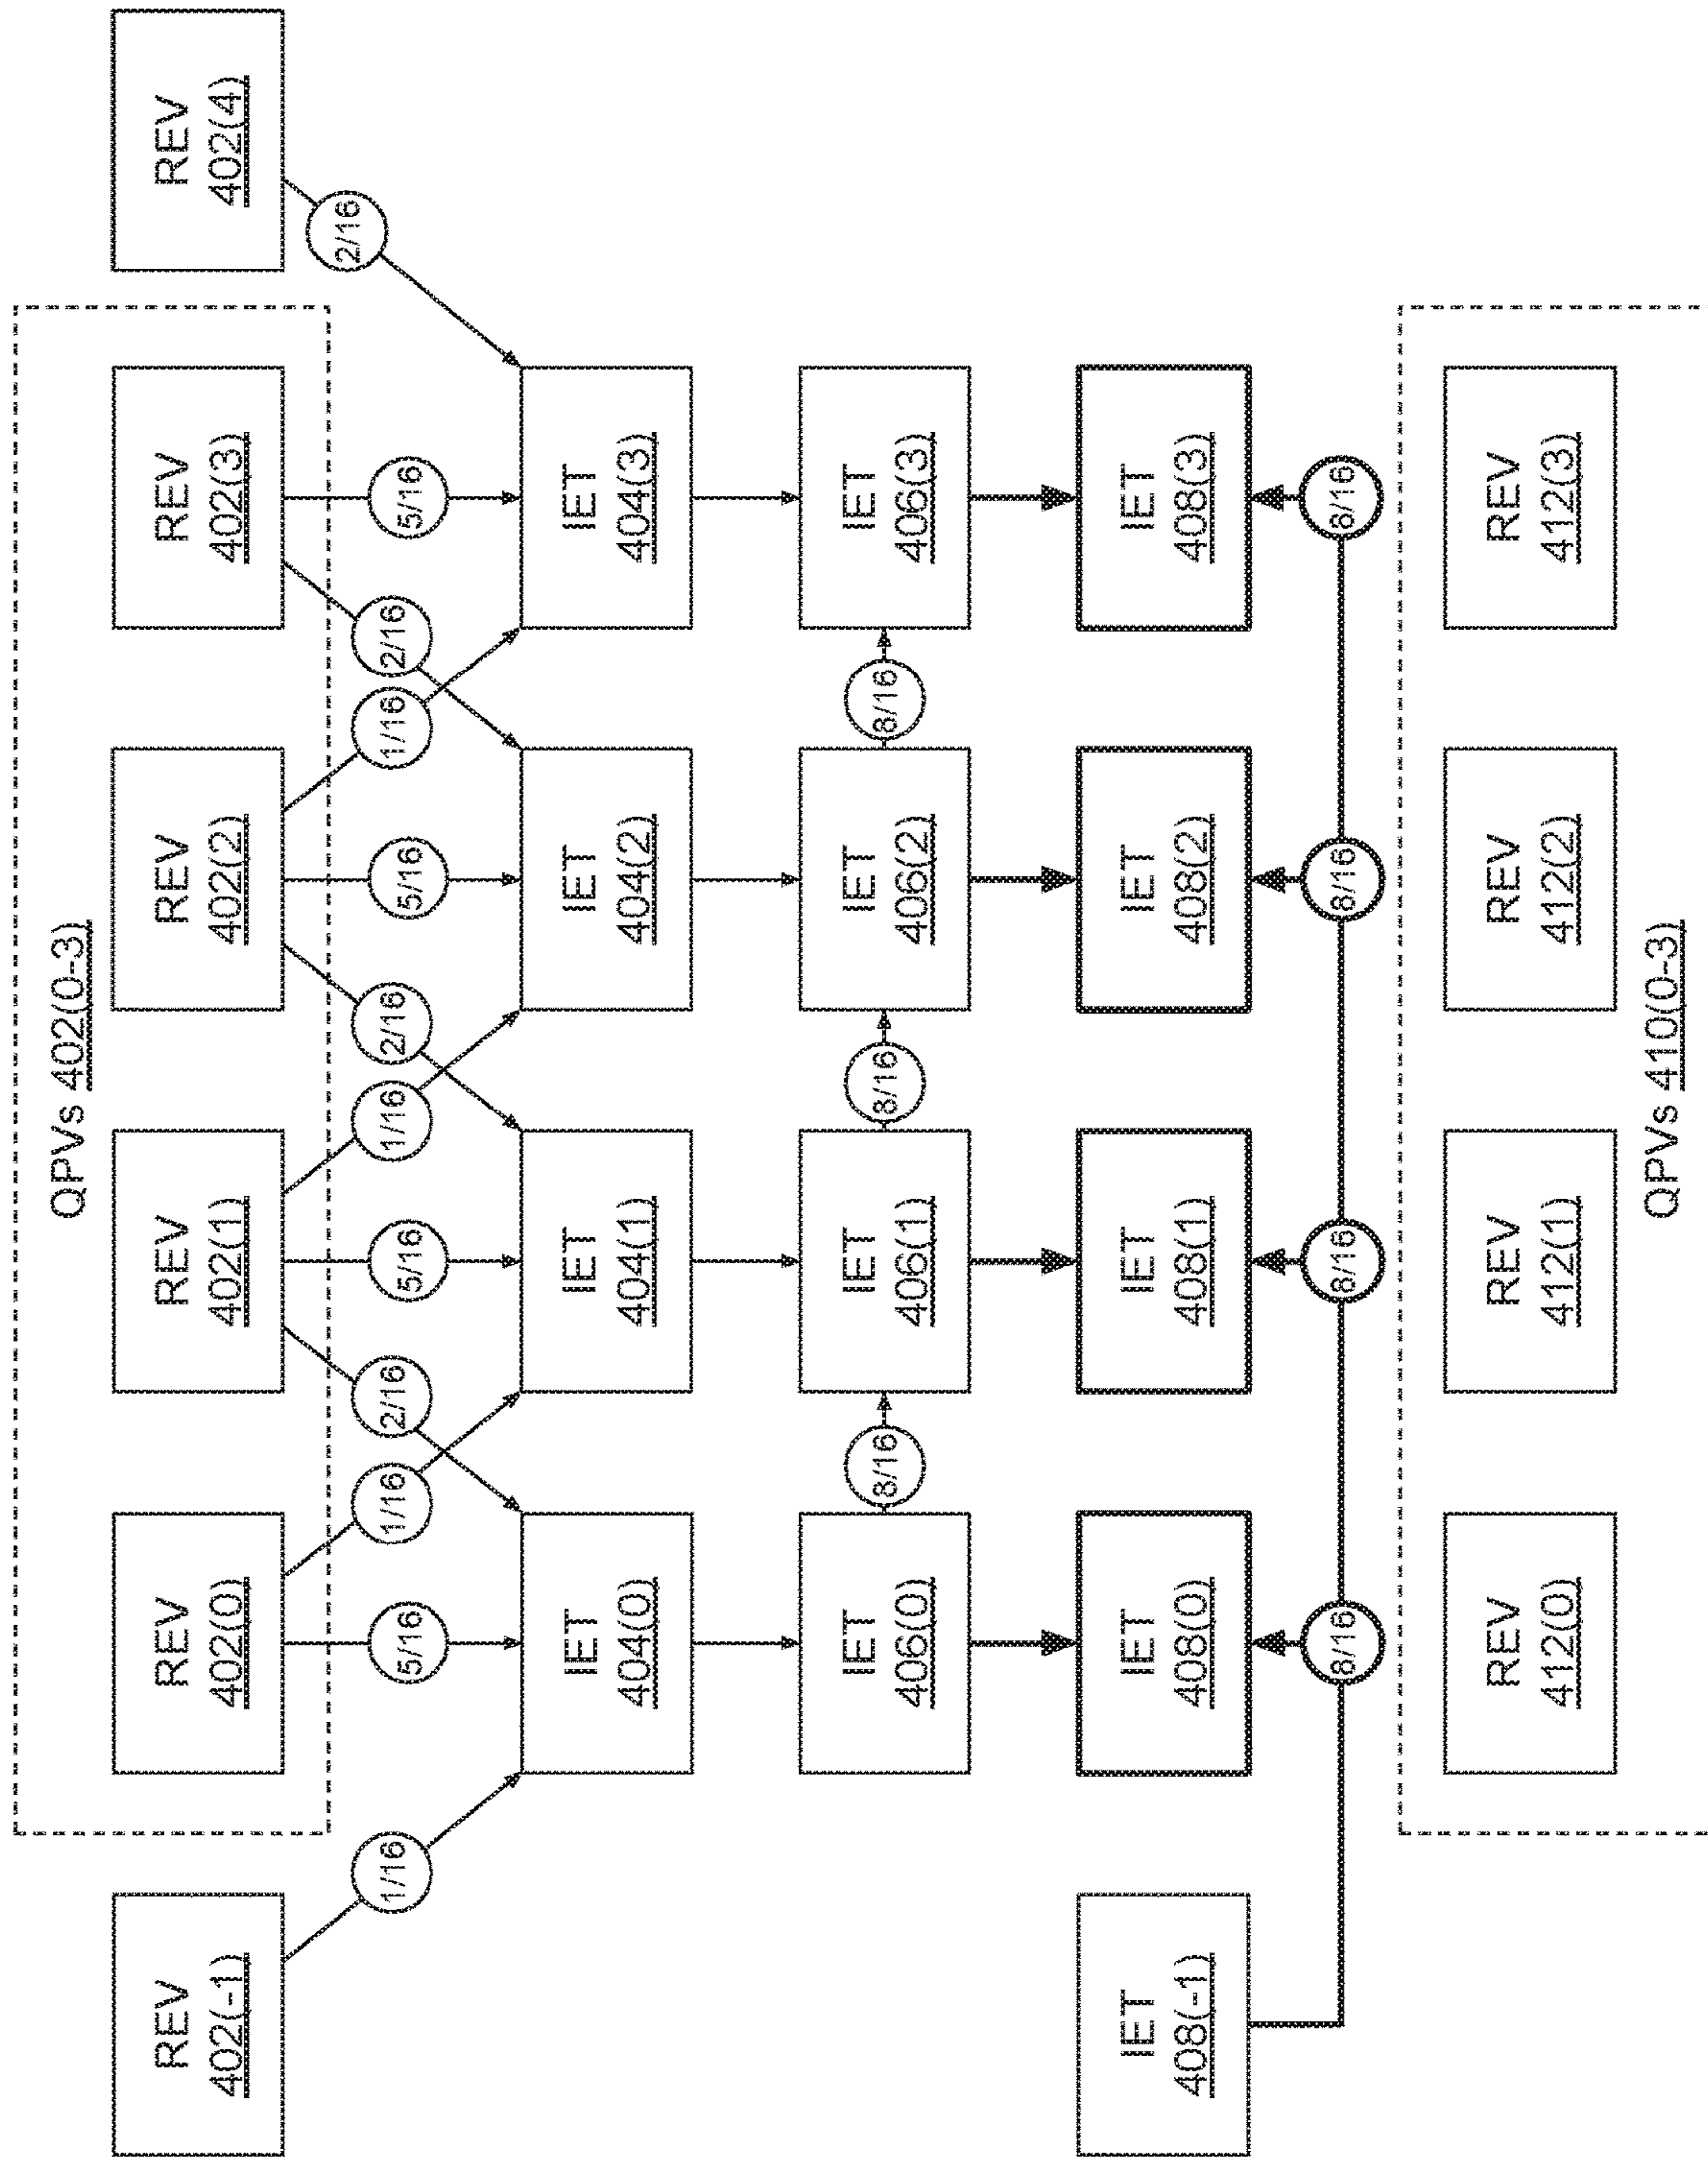 QPVs 402(0-3)
REV
402(-1)
REV
402(0)
REV
402(1)
REV
402(2)
REV
402(3)
REV
402(4)
1/16
5/16
1/16
2/16
5/16
1/16
2/16
5/16
1/16
2/16
5/16
2/16
IET
404(0)
IET
404(1)
IET
404(2)
IET
404(3)
IET
406(0)
8/16
IET
406(1)
8/16
IET
406(2)
8/16
IET
406(3)
IET
408(-1)
IET
408(0)
IET
408(1)
IET
408(2)
IET
408(3)
8/16
8/16
8/16
8/16
REV
412(0)
REV
412(1)
REV
412(2)
REV
412(3)
QPVs 410(0-3)